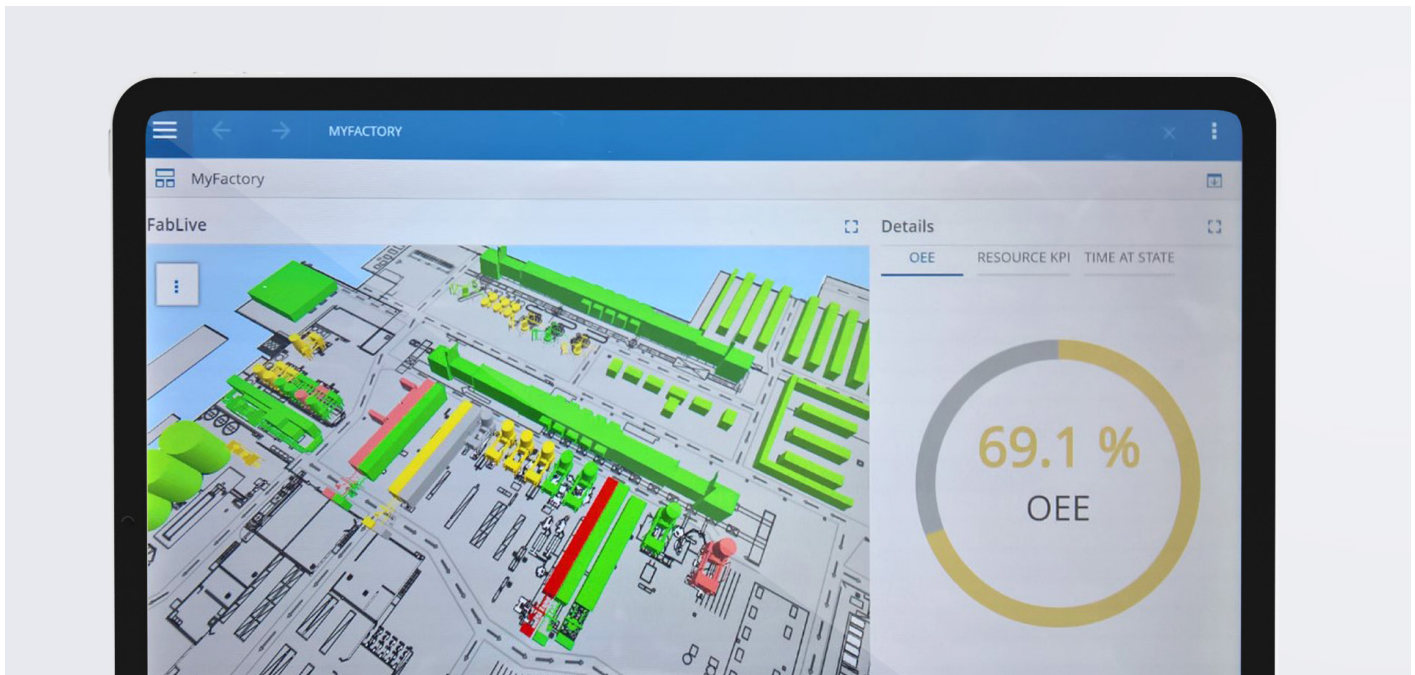 MYFACTORY
MyFactory
FabLive
Details
OEE
RESOURCE KPI
TIME AT STATE
69.1 %
OEE